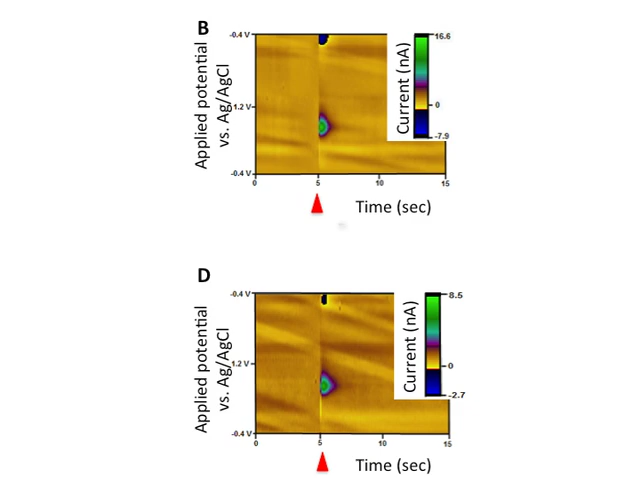 B
-0.4 V
1.2 V
-0.4 V
Applied potential
vs. Ag/AgCl
0
5
10
15
Time (sec)
Current (nA)
16.6
0
-7.9
D
-0.4 V
1.2 V
-0.4 V
Applied potential
vs. Ag/AgCl
0
5
10
15
Time (sec)
Current (nA)
8.5
0
-2.7